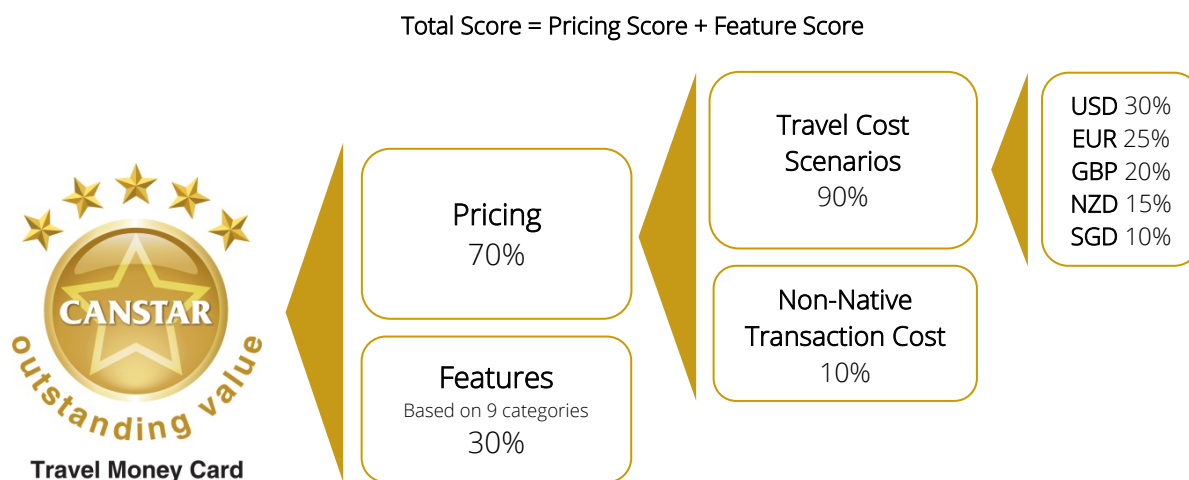 Total Score = Pricing Score + Feature Score
CANSTAR
outstanding value
Travel Money Card
Pricing
70%
Features
Based on 9 categories
30%
Travel Cost
Scenarios
90%
Non-Native
Transaction Cost
10%
USD 30%
EUR 25%
GBP 20%
NZD 15%
SGD 10%